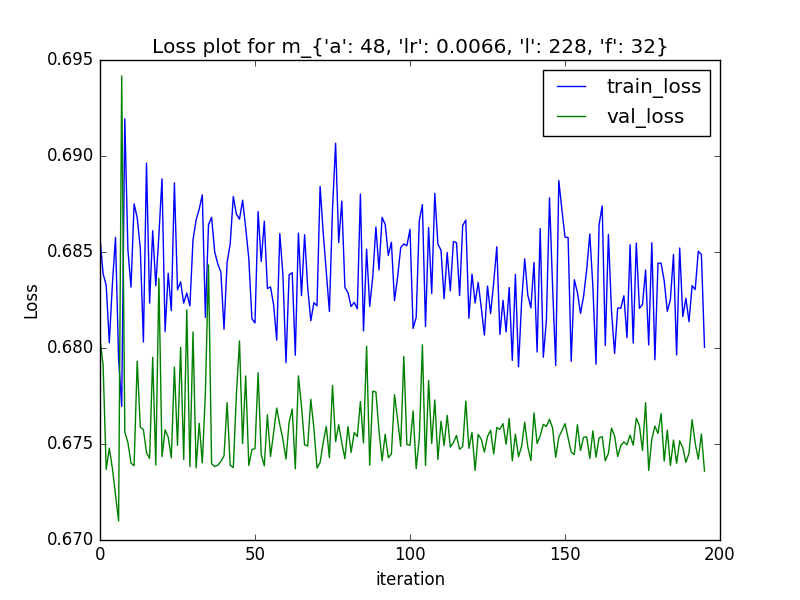 Loss plot for m_{'a': 48, 'lr': 0.0066, 'l': 228, 'f': 32}
train_loss
val_loss
0.695
0.690
0.685
0.680
0.675
0.670
Loss
0
50
100
150
200
iteration